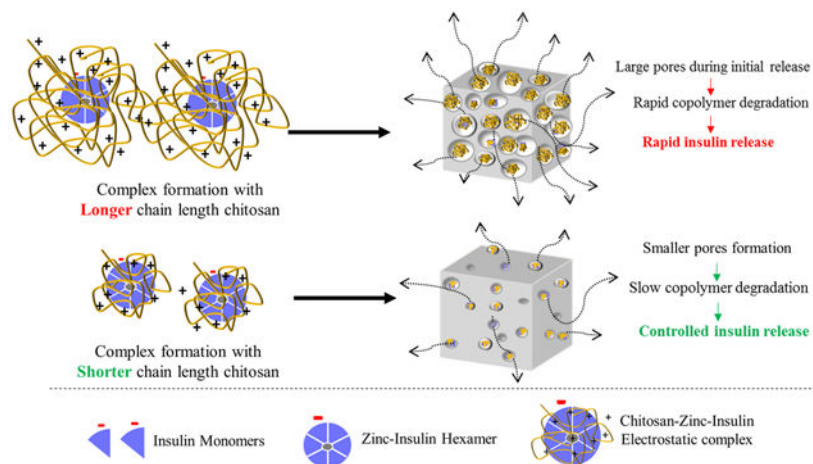 Complex formation with
Longer chain length chitosan
Large pores during initial release
Rapid copolymer degradation
Rapid insulin release
Complex formation with
Shorter chain length chitosan
Smaller pores formation
Slow copolymer degradation
Controlled insulin release
Insulin Monomers
Zinc-Insulin Hexamer
Chitosan-Zinc-Insulin
Electrostatic complex